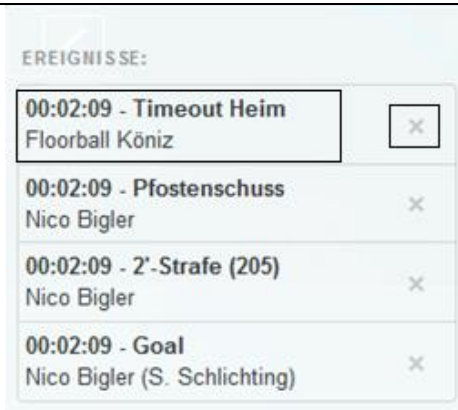 EREIGNISSE:
00:02:09 - Timeout Heim
Floorball Köniz
00:02:09 - Pfostenschuss
Nico Bigler
00:02:09 - 2'-Strafe (205)
Nico Bigler
00:02:09 - Goal
Nico Bigler (S. Schlichting)